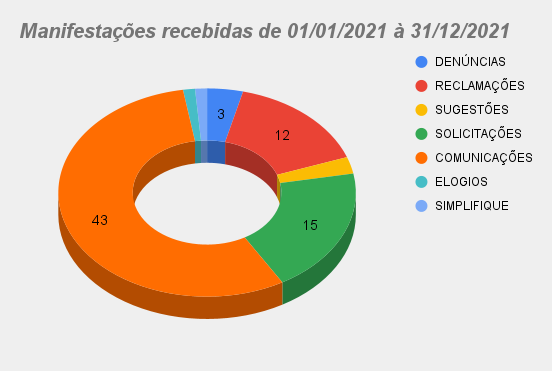 Manifestações recebidas de 01/01/2021 à 31/12/2021
DENÚNCIAS
RECLAMAÇÕES
SUGESTÕES
SOLICITAÇÕES
COMUNICAÇÕES
ELOGIOS
SIMPLIFIQUE
3
12
15
43